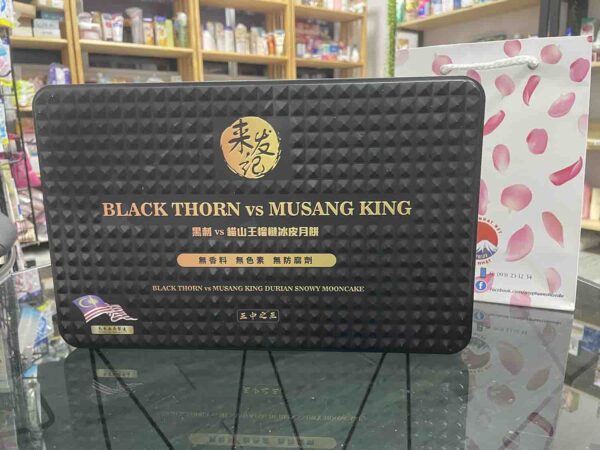 来发记
BLACK THORN vs MUSANG KING
黑刺 vs 貓山王榴槤冰皮月餅
無香料 無色素 無防腐劑
BLACK THORN vs MUSANG KING DURIAN SNOWY MOONCAKE
王中之王